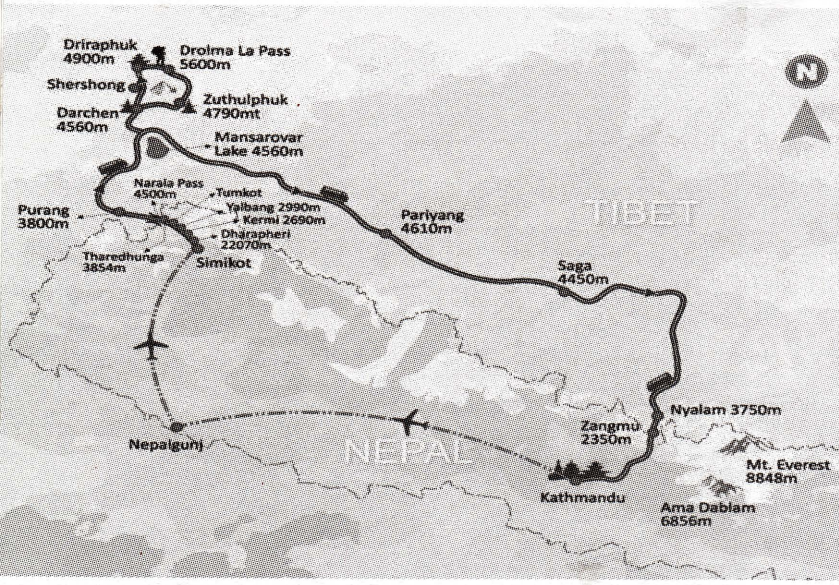 Driraphuk
4900m
Drolma La Pass
5600m
Shershong
Darchen
4560m
Zuthulphuk
4790mt
N
Mansarovar
Lake 4560m
Narala Pass
4500m
Tumkot
Yalbang 2990m
Kermi 2690m
Dharapheri
22070m
Purang
3800m
Tharedhunga
3854m
Simikot
Pariyang
4610m
TIBET
Saga
4450m
Nepalgunj
NEPAL
Kathmandu
Zangmu
2350m
Nyalam 3750m
Mt. Everest
8848m
Ama Dablam
6856m